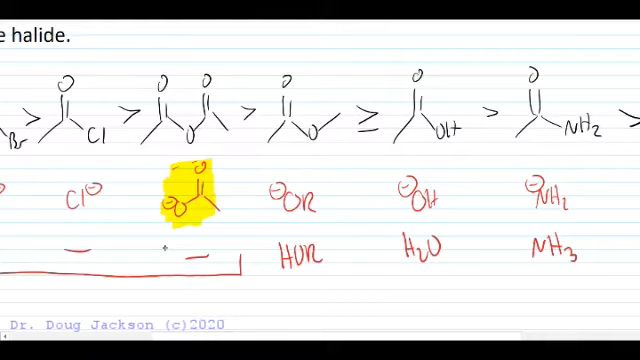 e halide.
Br > O Cl > O O O > O O ≥ O OH > O NH2 >
Cl⊖ ⊖O O ⊖OR ⊖OH ⊖NH2
— — HOR H2O NH3
Dr. Doug Jackson (c)2020